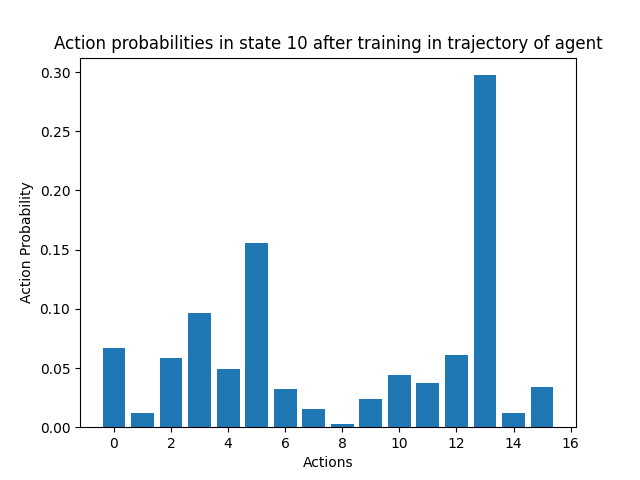 Action probabilities in state 10 after training in trajectory of agent
0.30
0.25
0.20
0.15
0.10
0.05
0.00
Action Probability
0 2 4 6 8 10 12 14 16
Actions